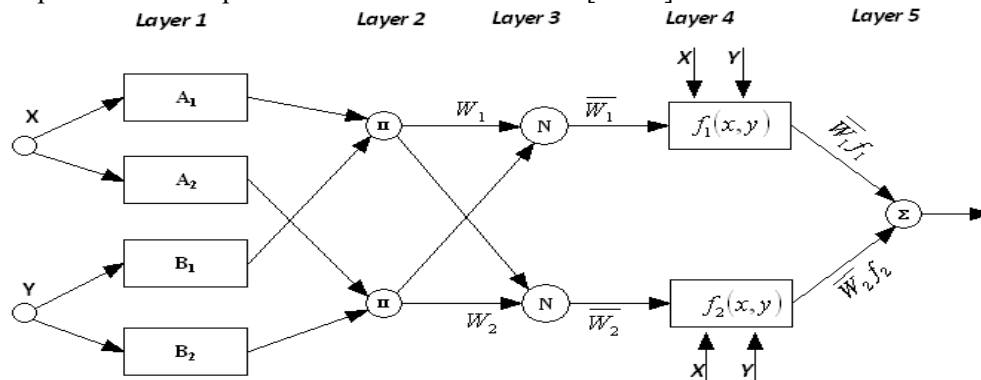 Layer 1 Layer 2 Layer 3 Layer 4 Layer 5
X Y
A₁
X
Π W₁ N W̅₁ f₁(x,y)
W̅₁f₁
A₂
Σ
B₁
Y
Π W₂ N W̅₂ f₂(x,y)
W̅₂f₂
B₂
X Y